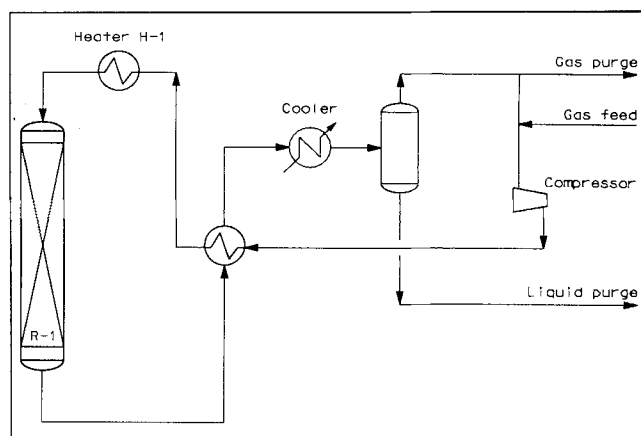 Heater H-1
Gas purge
Cooler
Gas feed
Compressor
Liquid purge
R-1